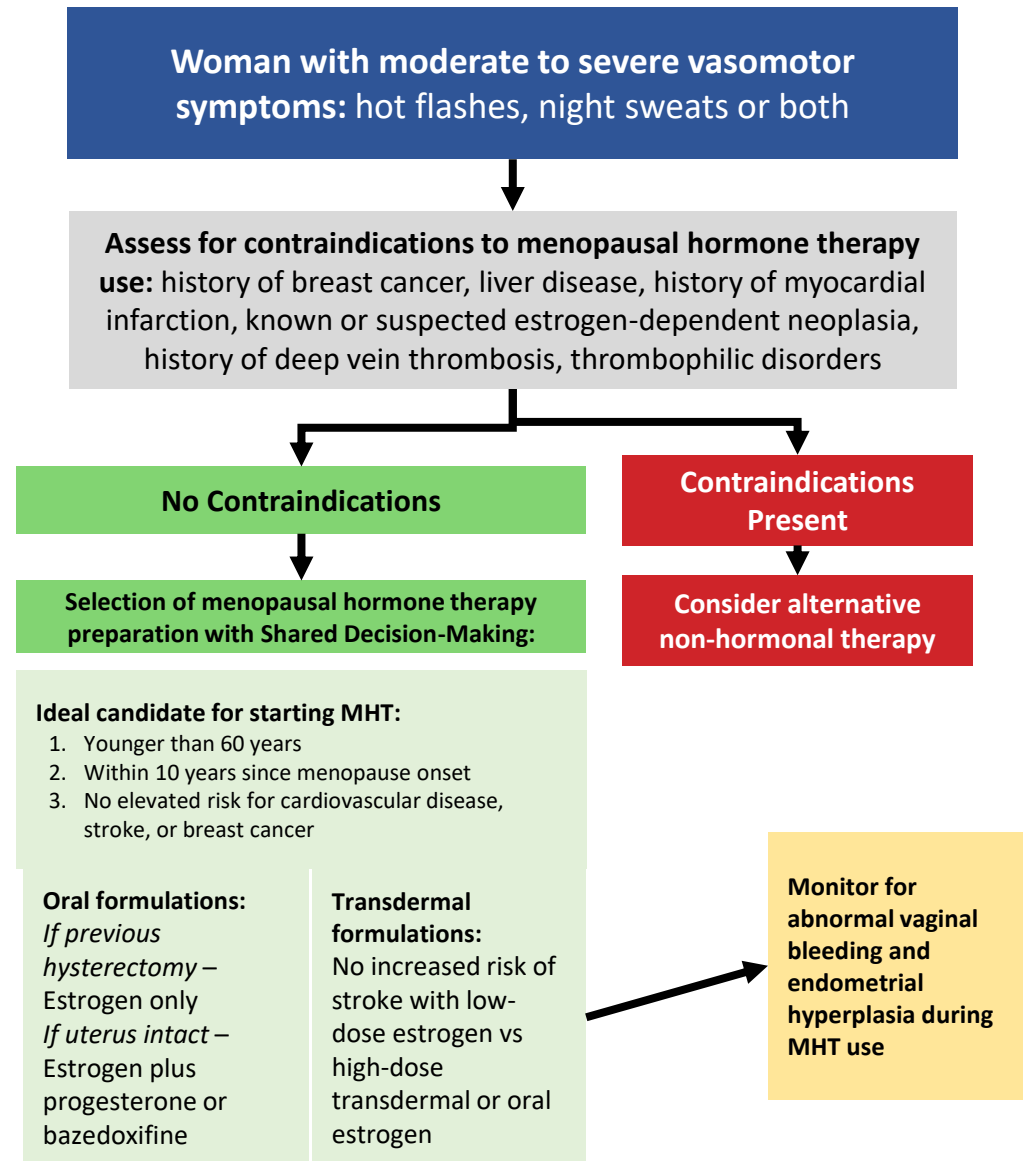 Woman with moderate to severe vasomotor
symptoms: hot flashes, night sweats or both
Assess for contraindications to menopausal hormone therapy
use: history of breast cancer, liver disease, history of myocardial
infarction, known or suspected estrogen-dependent neoplasia,
history of deep vein thrombosis, thrombophilic disorders
No Contraindications
Contraindications
Present
Selection of menopausal hormone therapy
preparation with Shared Decision-Making:
Consider alternative
non-hormonal therapy
Ideal candidate for starting MHT:
1. Younger than 60 years
2. Within 10 years since menopause onset
3. No elevated risk for cardiovascular disease,
stroke, or breast cancer
Oral formulations:
If previous
hysterectomy –
Estrogen only
If uterus intact –
Estrogen plus
progesterone or
bazedoxifine
Transdermal
formulations:
No increased risk of
stroke with low-
dose estrogen vs
high-dose
transdermal or oral
estrogen
Monitor for
abnormal vaginal
bleeding and
endometrial
hyperplasia during
MHT use